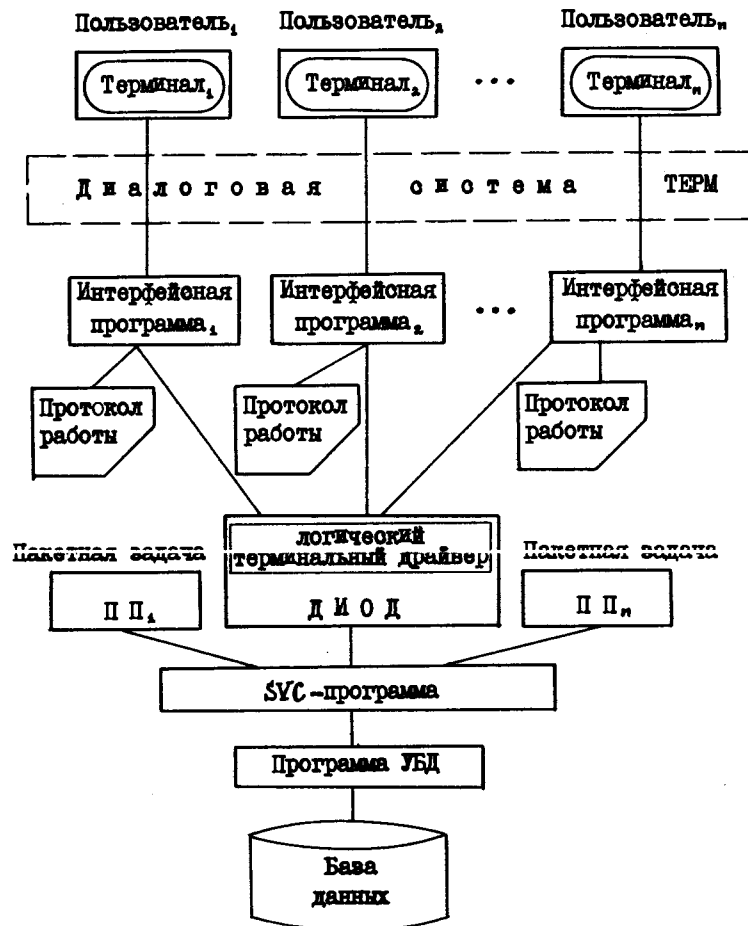 Пользователь₁ Пользователь₂ Пользовательₙ
Терминал₁ Терминал₂ ... Терминалₙ
Диалоговая система ТЕРМ
Интерфейсная Интерфейсная Интерфейсная
программа₁ программа₂ ... программаₙ
Протокол Протокол Протокол
работы работы работы
логический
Пакетная задача терминальный драйвер Пакетная задача
П П₁ ДИОД П Пₙ
SVC-программа
Программа УБД
База
данных